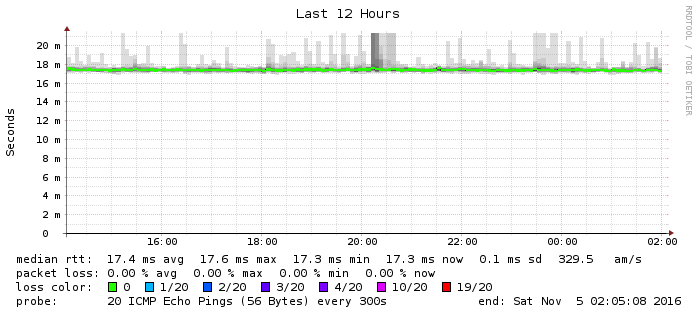 Last 12 Hours
RRDTOOL / TOBI OETIKER
Seconds
20 m
18 m
16 m
14 m
12 m
10 m
8 m
6 m
4 m
2 m
0
16:00 18:00 20:00 22:00 00:00 02:00
median rtt: 17.4 ms avg 17.6 ms max 17.3 ms min 17.3 ms now 0.1 ms sd 329.5 am/s
packet loss: 0.00 % avg 0.00 % max 0.00 % min 0.00 % now
loss color: 0 1/20 2/20 3/20 4/20 10/20 19/20
probe: 20 ICMP Echo Pings (56 Bytes) every 300s end: Sat Nov 5 02:05:08 2016